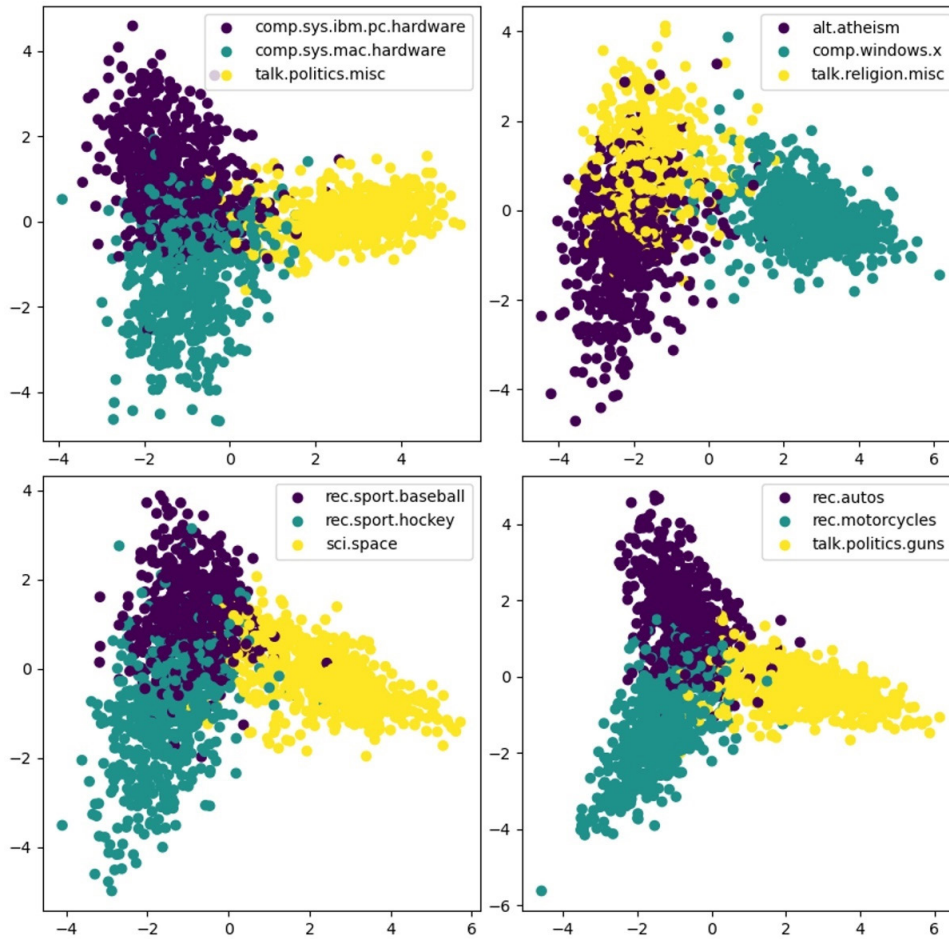 comp.sys.ibm.pc.hardware
comp.sys.mac.hardware
talk.politics.misc
4
2
0
−2
−4
−4 −2 0 2 4
alt.atheism
comp.windows.x
talk.religion.misc
4
2
0
−2
−4
−4 −2 0 2 4 6
rec.sport.baseball
rec.sport.hockey
sci.space
4
2
0
−2
−4
−4 −2 0 2 4
rec.autos
rec.motorcycles
talk.politics.guns
4
2
0
−2
−4
−6
−4 −2 0 2 4 6